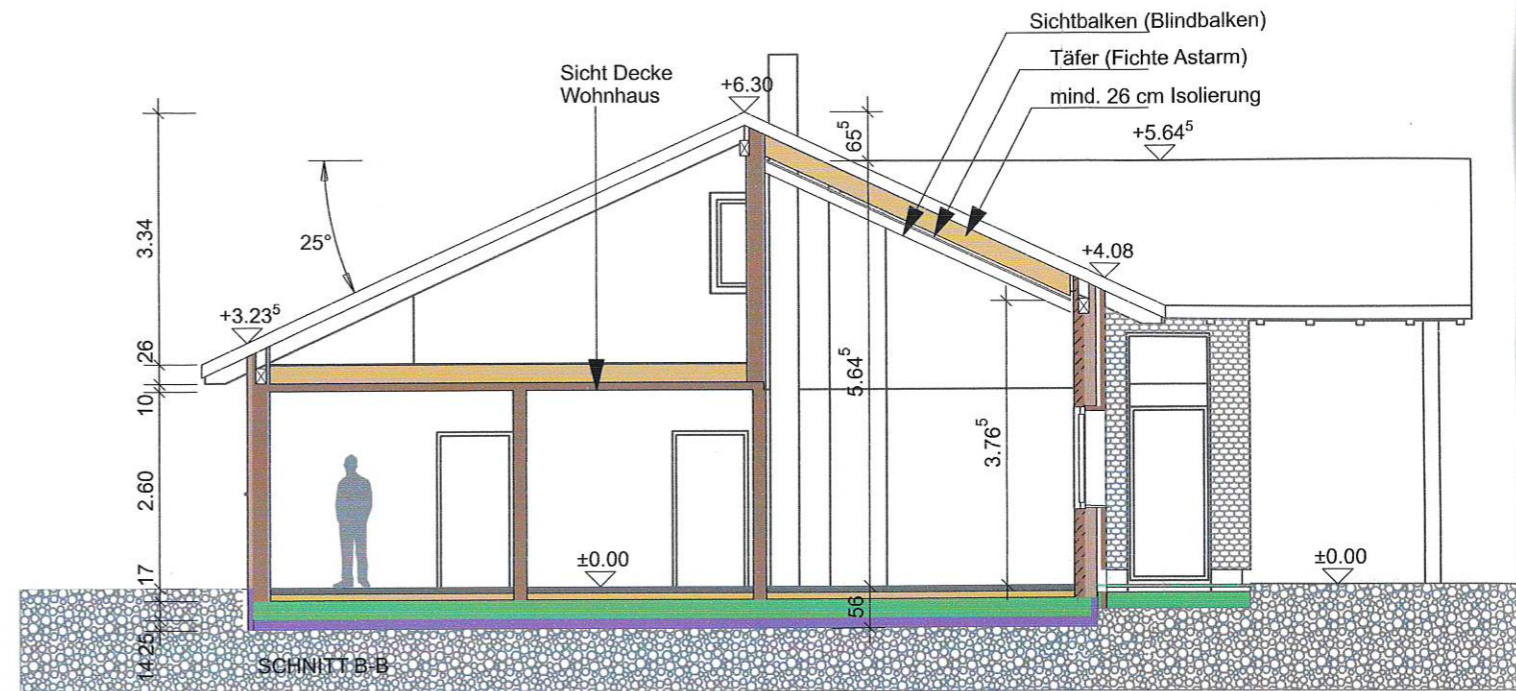 Sichtbalken (Blindbalken)
Täfer (Fichte Astarm)
mind. 26 cm Isolierung
Sicht Decke
Wohnhaus
+6.30
+5.64⁵
65⁵
3.34
25°
+4.08
+3.23⁵
26
10
5.64⁵
3.76⁵
2.60
±0.00
±0.00
17
56
14 25
SCHNITT B-B